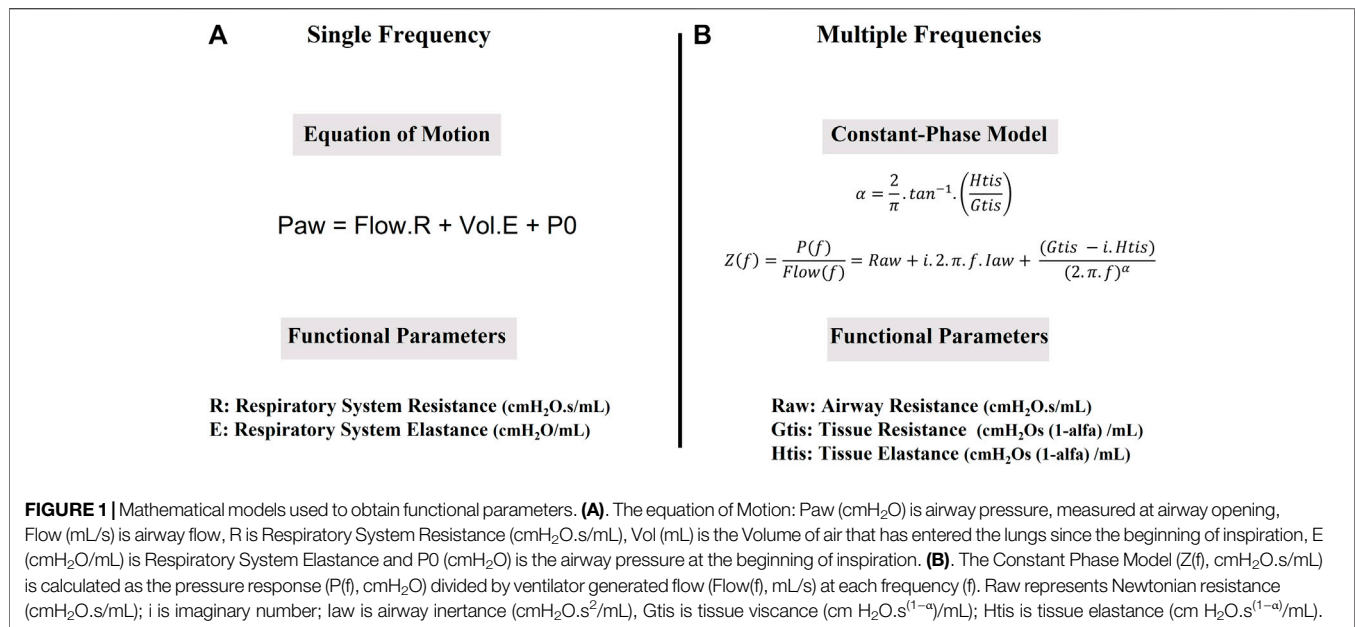 A Single Frequency
B Multiple Frequencies
Equation of Motion
Paw = Flow.R + Vol.E + P0
Functional Parameters
R: Respiratory System Resistance (cmH₂O.s/mL)
E: Respiratory System Elastance (cmH₂O/mL)
Constant-Phase Model
α = 2/π . tan⁻¹. (Htis/Gtis)
Z(f) = P(f)/Flow(f) = Raw + i. 2. π. f. Iaw + (Gtis − i. Htis)/(2. π. f)^α
Functional Parameters
Raw: Airway Resistance (cmH₂O.s/mL)
Gtis: Tissue Resistance (cmH₂Os (1-alfa) /mL)
Htis: Tissue Elastance (cmH₂Os (1-alfa) /mL)
FIGURE 1 | Mathematical models used to obtain functional parameters. (A). The equation of Motion: Paw (cmH₂O) is airway pressure, measured at airway opening,
Flow (mL/s) is airway flow, R is Respiratory System Resistance (cmH₂O.s/mL), Vol (mL) is the Volume of air that has entered the lungs since the beginning of inspiration, E
(cmH₂O/mL) is Respiratory System Elastance and P0 (cmH₂O) is the airway pressure at the beginning of inspiration. (B). The Constant Phase Model (Z(f), cmH₂O.s/mL)
is calculated as the pressure response (P(f), cmH₂O) divided by ventilator generated flow (Flow(f), mL/s) at each frequency (f). Raw represents Newtonian resistance
(cmH₂O.s/mL); i is imaginary number; Iaw is airway inertance (cmH₂O.s²/mL), Gtis is tissue viscance (cm H₂O.s⁽¹⁻ᵅ⁾/mL); Htis is tissue elastance (cm H₂O.s⁽¹⁻ᵅ⁾/mL).